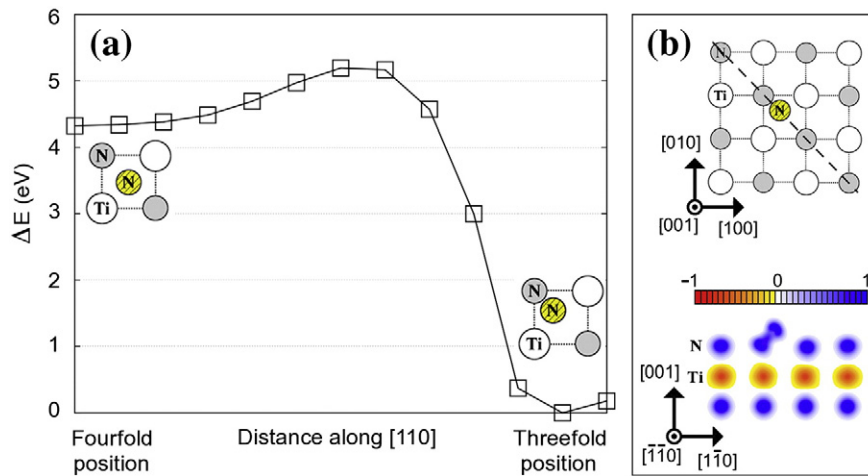 (a)
6
5
4
3
2
1
0
ΔE (eV)
N
N
Ti
N
N
Ti
Fourfold position
Distance along [110]
Threefold position
(b)
N
Ti
N
[010]
[001]
[100]
−1
0
1
N
Ti
[001]
[1̅1̅0]
[11̅0]